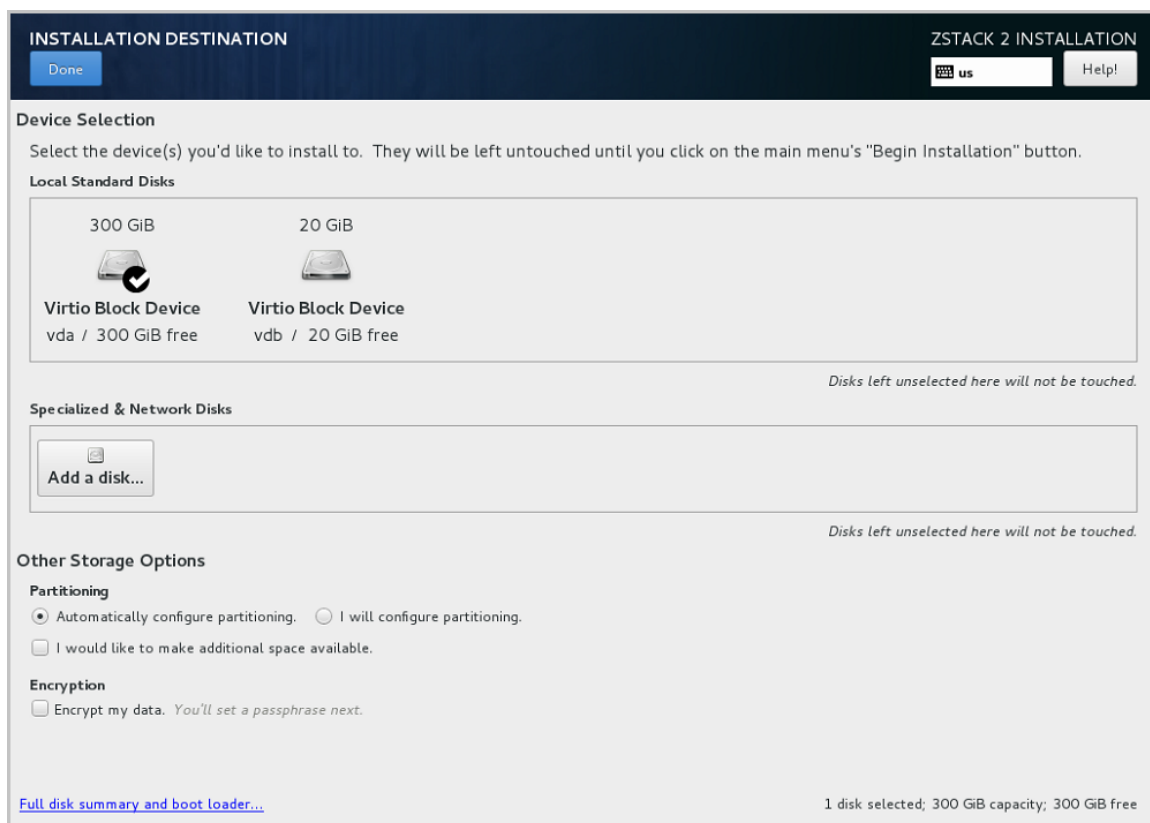 INSTALLATION DESTINATION
ZSTACK 2 INSTALLATION
Done
us
Help!
Device Selection
Select the device(s) you'd like to install to. They will be left untouched until you click on the main menu's "Begin Installation" button.
Local Standard Disks
300 GiB
20 GiB
Virtio Block Device
Virtio Block Device
vda / 300 GiB free
vdb / 20 GiB free
Disks left unselected here will not be touched.
Specialized & Network Disks
Add a disk...
Disks left unselected here will not be touched.
Other Storage Options
Partitioning
Automatically configure partitioning. I will configure partitioning.
I would like to make additional space available.
Encryption
Encrypt my data. You'll set a passphrase next.
Full disk summary and boot loader...
1 disk selected; 300 GiB capacity; 300 GiB free